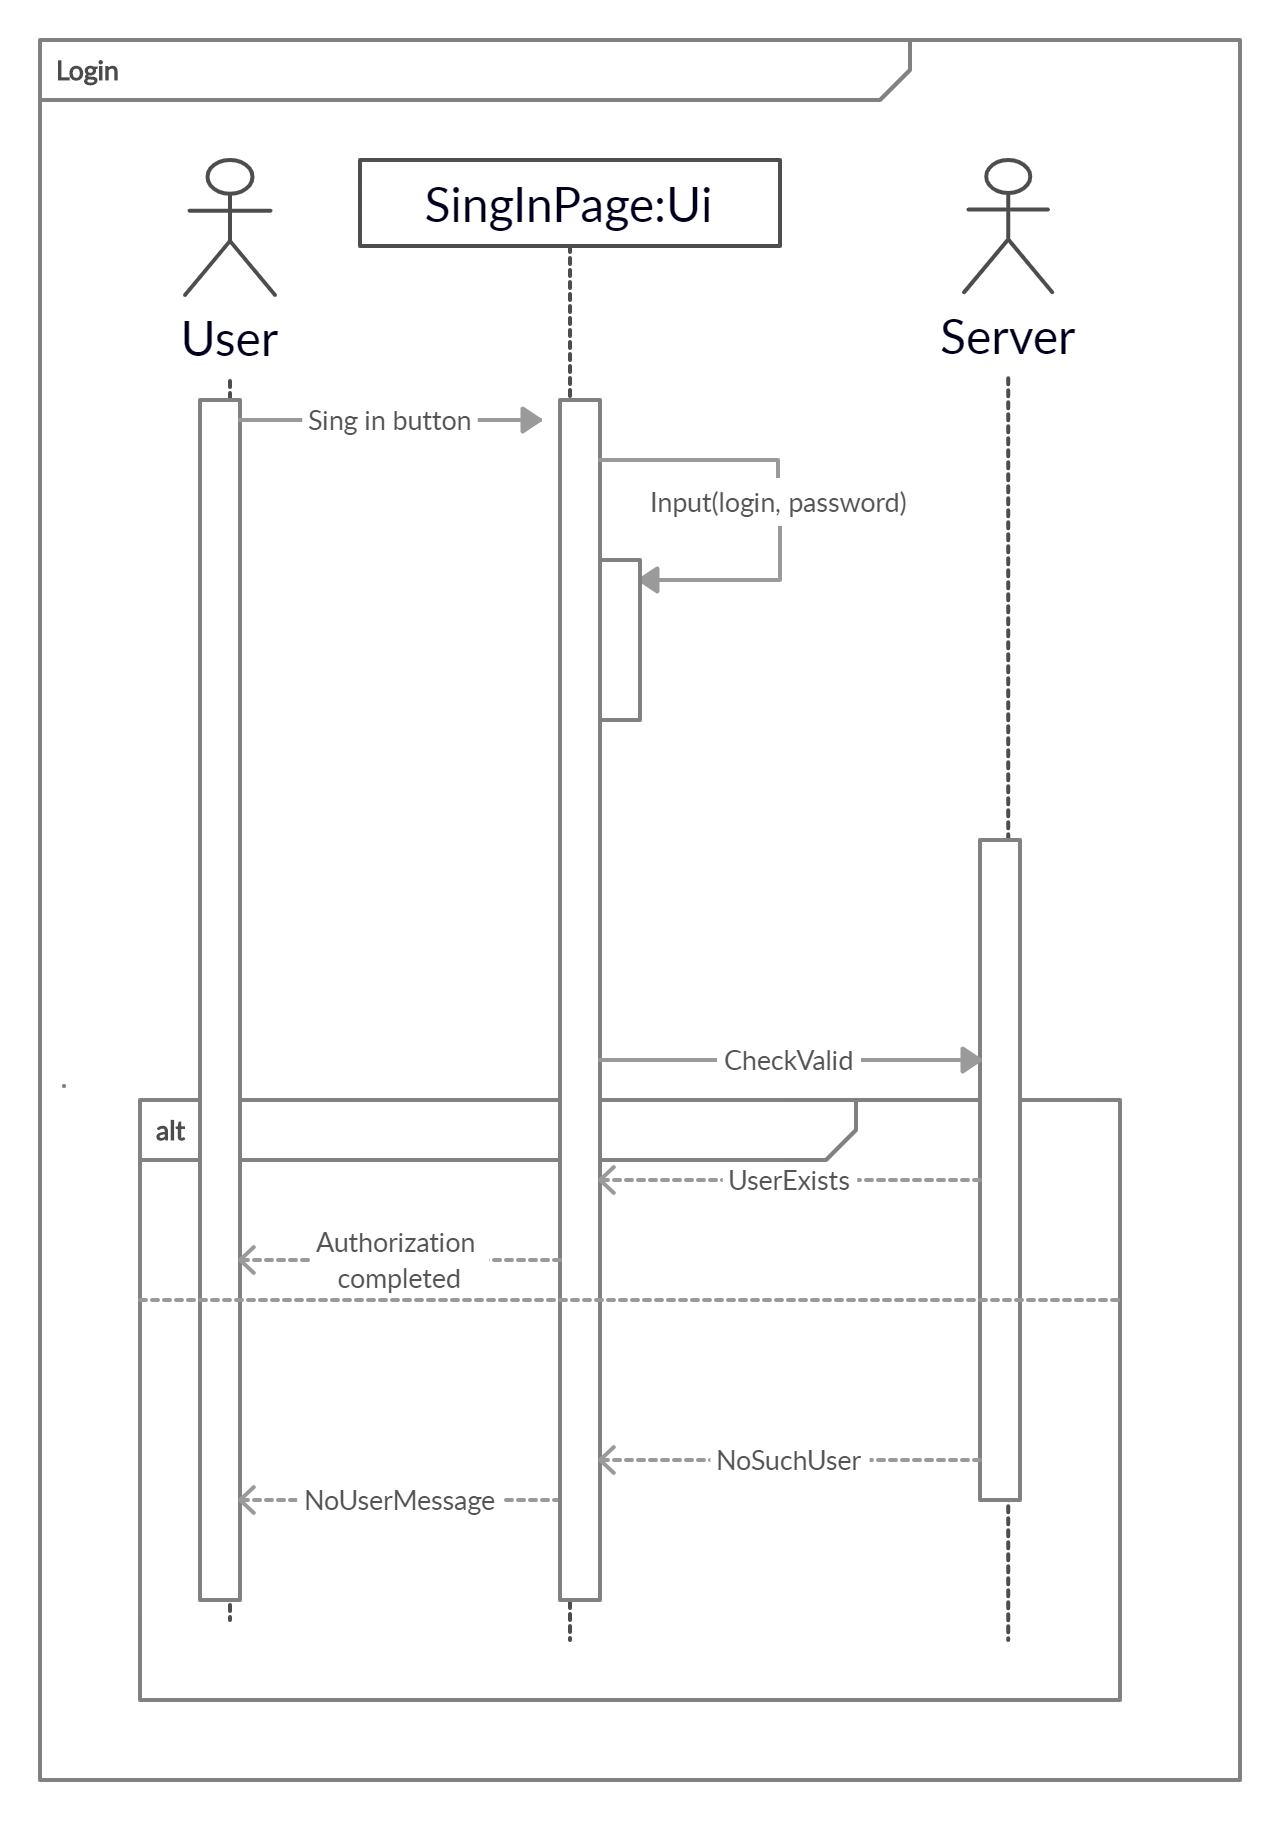 Login
SingInPage:Ui
User
Server
Sing in button
Input(login, password)
CheckValid
alt
UserExists
Authorization
completed
NoSuchUser
NoUserMessage